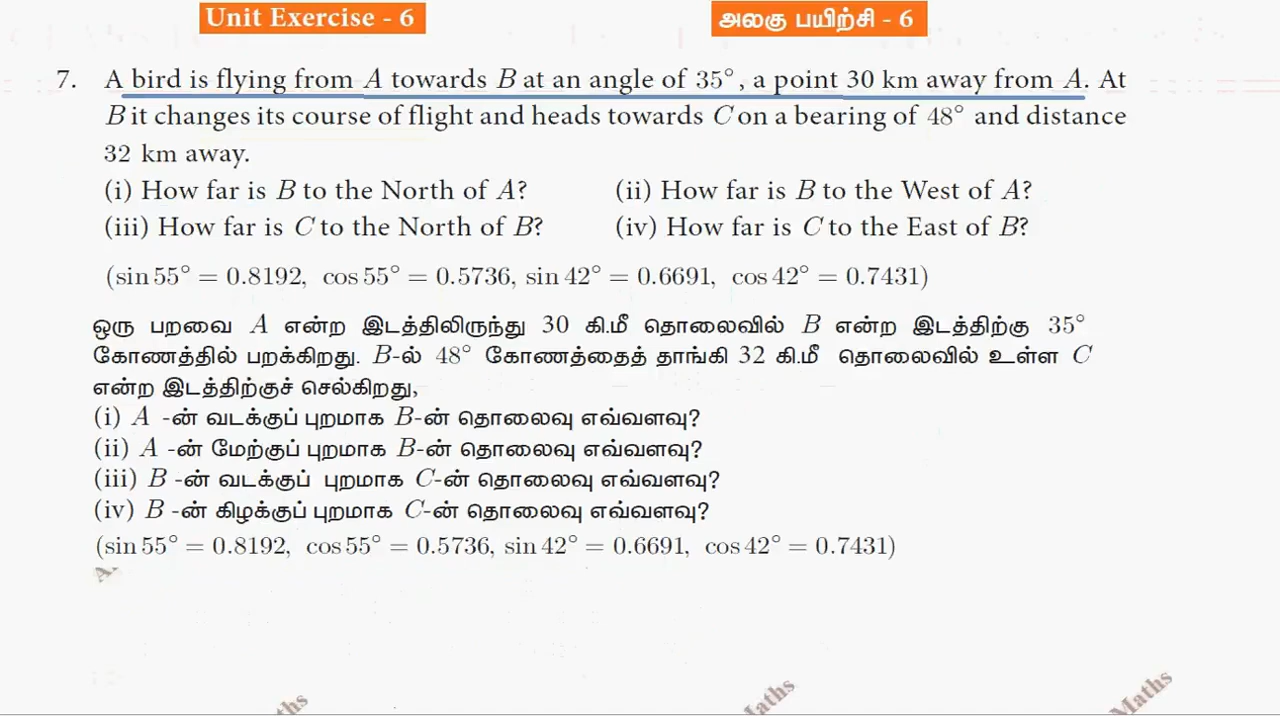 Unit Exercise - 6
அலகு பயிற்சி - 6
7. A bird is flying from A towards B at an angle of 35°, a point 30 km away from A. At
B it changes its course of flight and heads towards C on a bearing of 48° and distance
32 km away.
(i) How far is B to the North of A? (ii) How far is B to the West of A?
(iii) How far is C to the North of B? (iv) How far is C to the East of B?
(sin 55° = 0.8192, cos 55° = 0.5736, sin 42° = 0.6691, cos 42° = 0.7431)
ஒரு பறவை A என்ற இடத்திலிருந்து 30 கி.மீ தொலைவில் B என்ற இடத்திற்கு 35°
கோணத்தில் பறக்கிறது. B-ல் 48° கோணத்தைத் தாங்கி 32 கி.மீ தொலைவில் உள்ள C
என்ற இடத்திற்குச் செல்கிறது,
(i) A -ன் வடக்குப் புறமாக B-ன் தொலைவு எவ்வளவு?
(ii) A -ன் மேற்குப் புறமாக B-ன் தொலைவு எவ்வளவு?
(iii) B -ன் வடக்குப் புறமாக C-ன் தொலைவு எவ்வளவு?
(iv) B -ன் கிழக்குப் புறமாக C-ன் தொலைவு எவ்வளவு?
(sin 55° = 0.8192, cos 55° = 0.5736, sin 42° = 0.6691, cos 42° = 0.7431)
Maths